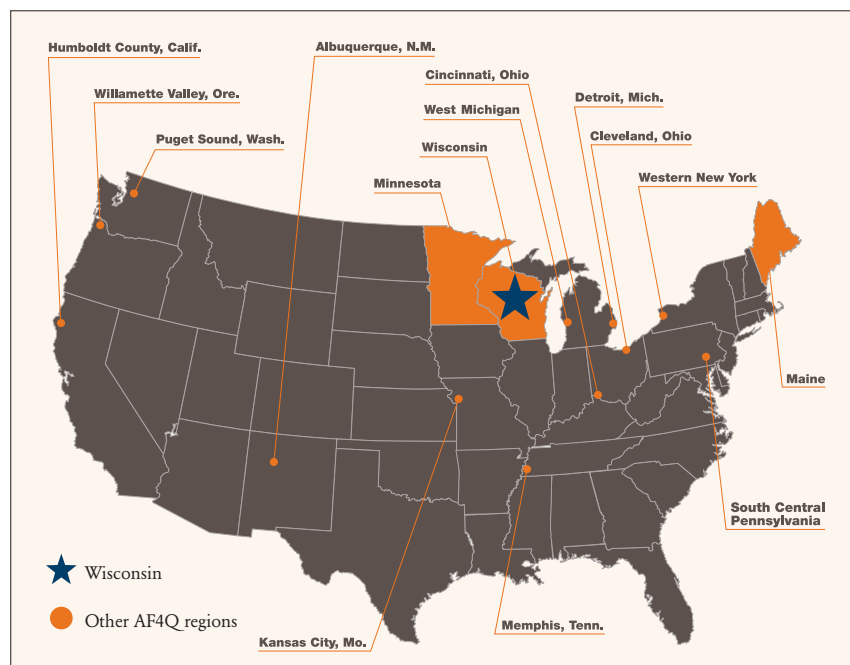 Humboldt County, Calif.
Albuquerque, N.M.
Cincinnati, Ohio
Willamette Valley, Ore.
Detroit, Mich.
West Michigan
Puget Sound, Wash.
Cleveland, Ohio
Wisconsin
Minnesota
Western New York
Maine
South Central
Pennsylvania
Wisconsin
Other AF4Q regions
Memphis, Tenn.
Kansas City, Mo.